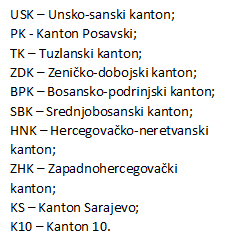 USK – Unsko-sanski kanton;
PK - Kanton Posavski;
TK – Tuzlanski kanton;
ZDK – Zeničko-dobojski kanton;
BPK – Bosansko-podrinjski kanton;
SBK – Srednjobosanski kanton;
HNK – Hercegovačko-neretvanski
kanton;
ZHK – Zapadnohercegovački
kanton;
KS – Kanton Sarajevo;
K10 – Kanton 10.